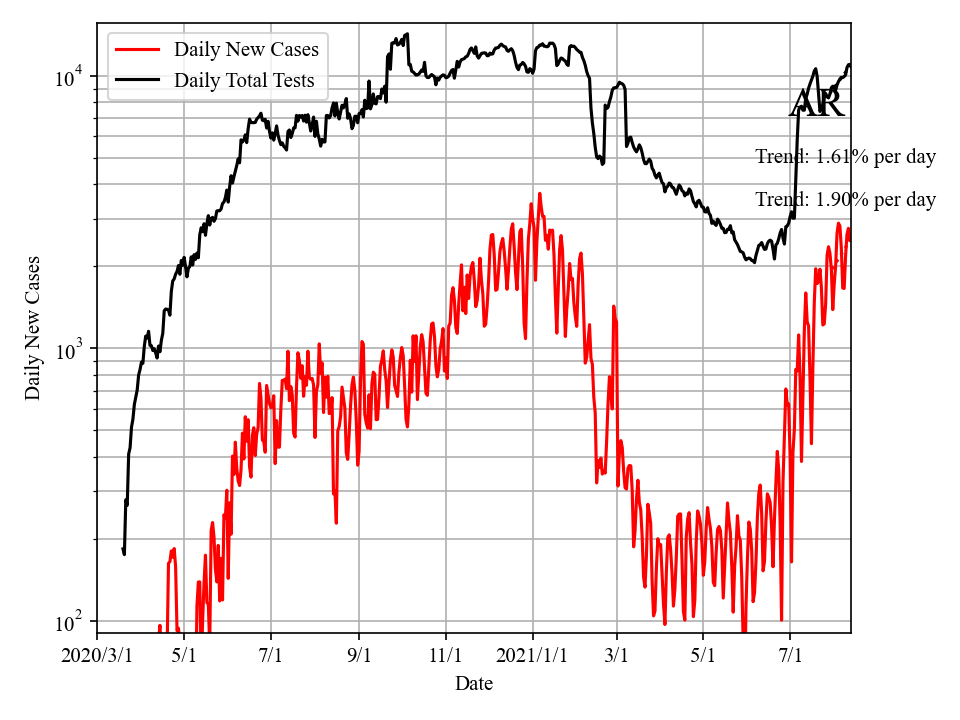 Daily New Cases
Daily Total Tests
AR
Trend: 1.61% per day
Trend: 1.90% per day
Daily New Cases
10^4
10^3
10^2
2020/3/1 5/1 7/1 9/1 11/1 2021/1/1 3/1 5/1 7/1
Date